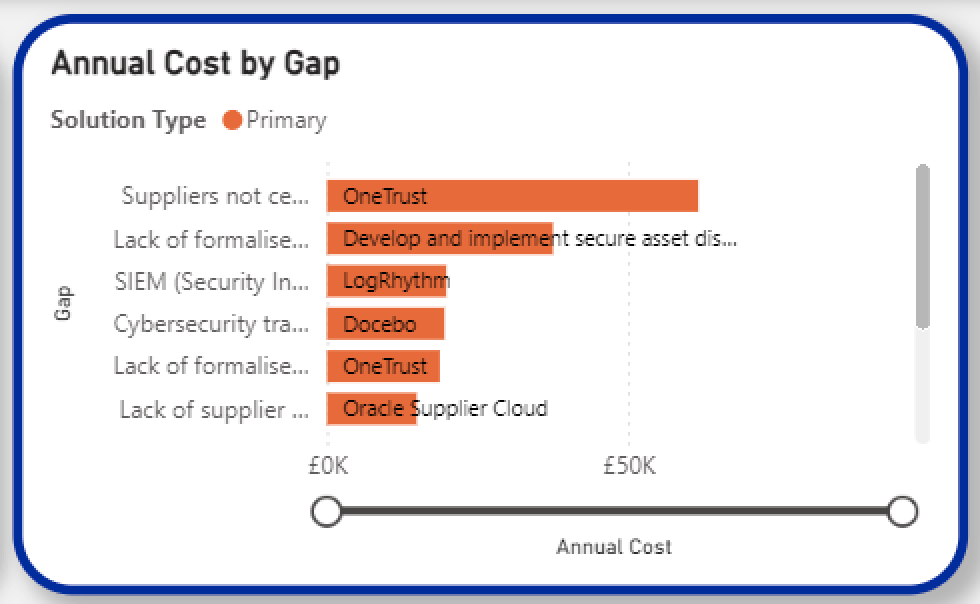 Annual Cost by Gap
Solution Type Primary
Gap
Suppliers not ce... OneTrust
Lack of formalise... Develop and implement secure asset dis...
SIEM (Security In... LogRhythm
Cybersecurity tra... Docebo
Lack of formalise... OneTrust
Lack of supplier ... Oracle Supplier Cloud
£0K £50K
Annual Cost